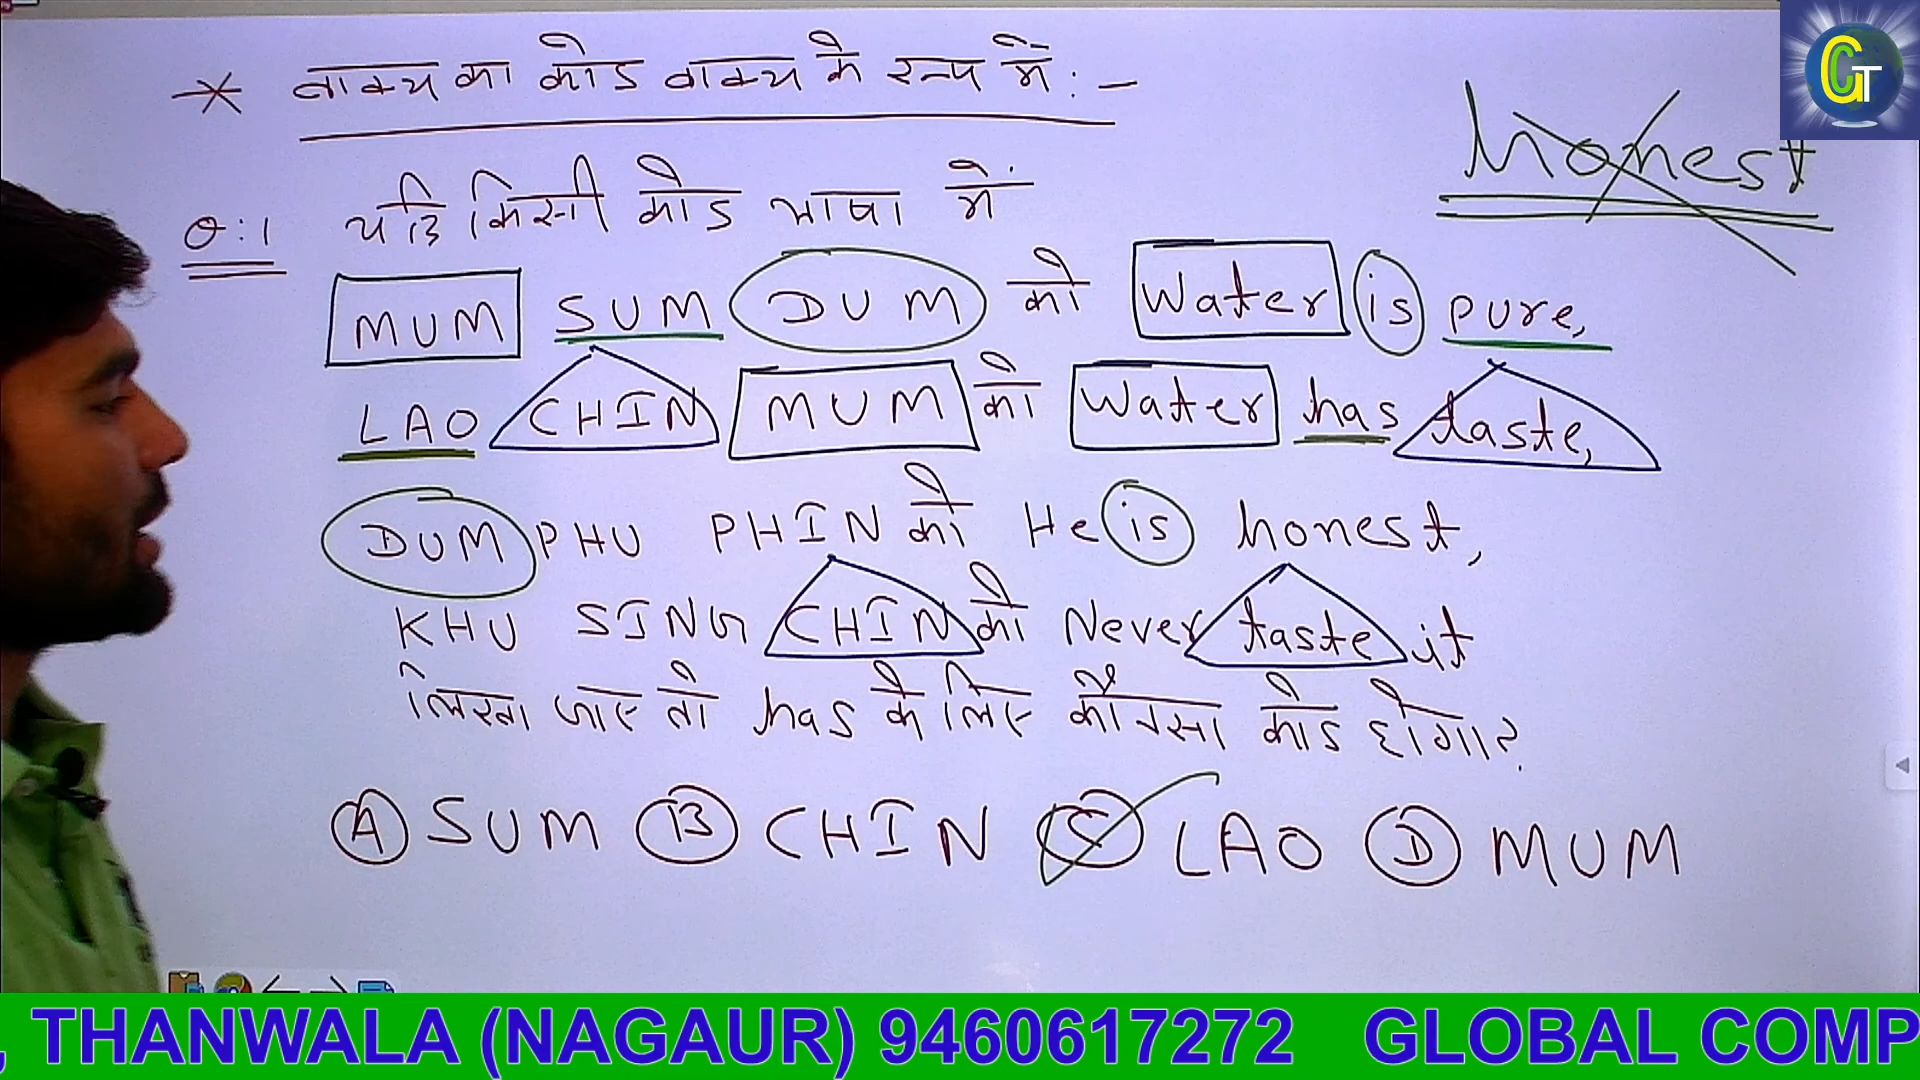 * वाक्य का कोड वाक्य के रूप में :-
honest
Q:1 यदि किसी कोड भाषा में
MUM SUM DUM को Water is pure,
LAO CHIN MUM को Water has taste,
DUM PHU PHIN को He is honest,
KHU SING CHIN को Never taste it
लिखा जाए तो has के लिए कौनसा कोड होगा?
A SUM B CHIN C LAO D MUM
, THANWALA (NAGAUR) 9460617272 GLOBAL COMP
GT